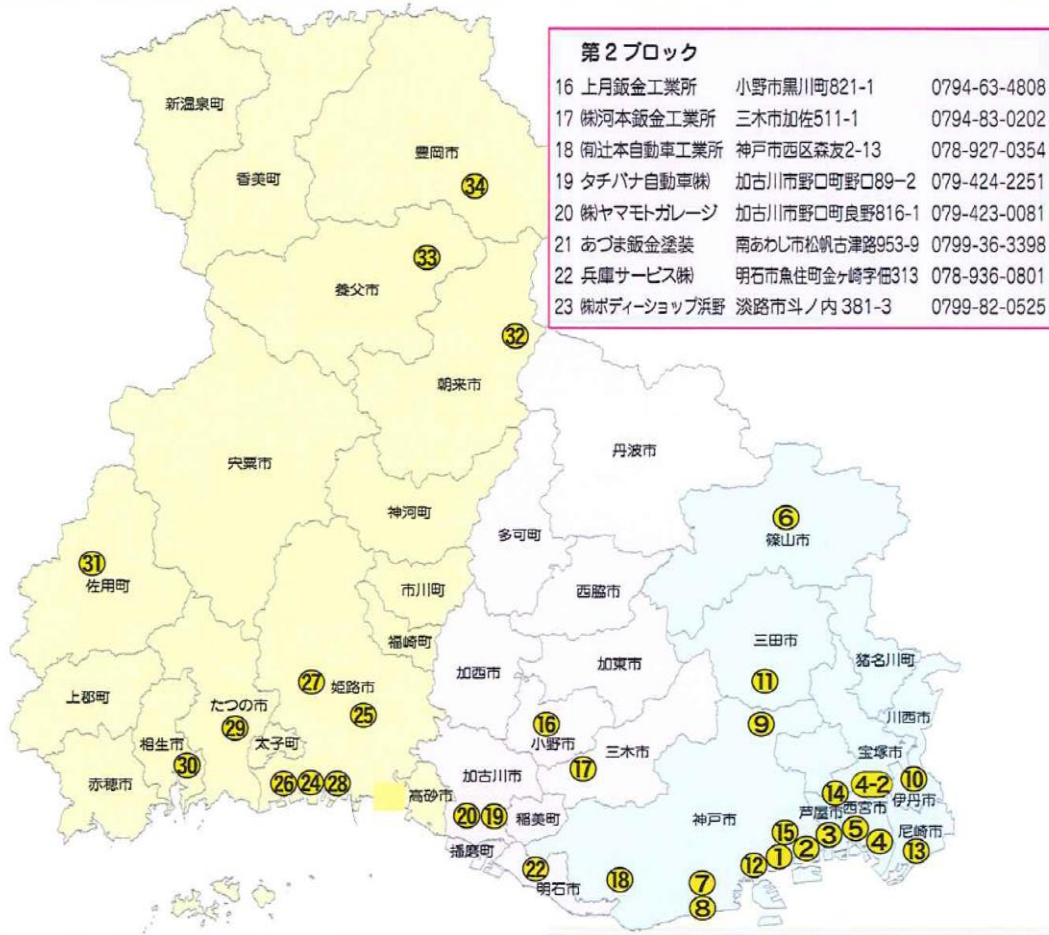 第2ブロック
16 上月鈑金工業所 小野市黒川町821-1 0794-63-4808
17 ㈱河本鈑金工業所 三木市加佐511-1 0794-83-0202
18 ㈲辻本自動車工業所 神戸市西区森友2-13 078-927-0354
19 タチバナ自動車㈱ 加古川市野口町野口89-2 079-424-2251
20 ㈱ヤマモトガレージ 加古川市野口町良野816-1 079-423-0081
21 あづま鈑金塗装 南あわじ市松帆古津路953-9 0799-36-3398
22 兵庫サービス㈱ 明石市魚住町金ヶ崎字佃313 078-936-0801
23 ㈱ボディーショップ浜野 淡路市斗ノ内 381-3 0799-82-0525
新温泉町
豊岡市
香美町
34
33
養父市
32
朝来市
丹波市
宍粟市
神河町
多可町
6
篠山市
31
佐用町
市川町
西脇市
福崎町
三田市
猪名川町
加西市
加東市
上郡町
27
姫路市
11
たつの市
25
16
9
川西市
29
太子町
小野市
三木市
相生市
30
17
宝塚市
赤穂市
加古川市
26 24 28
高砂市
14
4-2
10
伊丹市
20 19
稲美町
神戸市
芦屋市
西宮市
尼崎市
播磨町
15
3
5
4
13
22
明石市
18
12
1
2
7
8